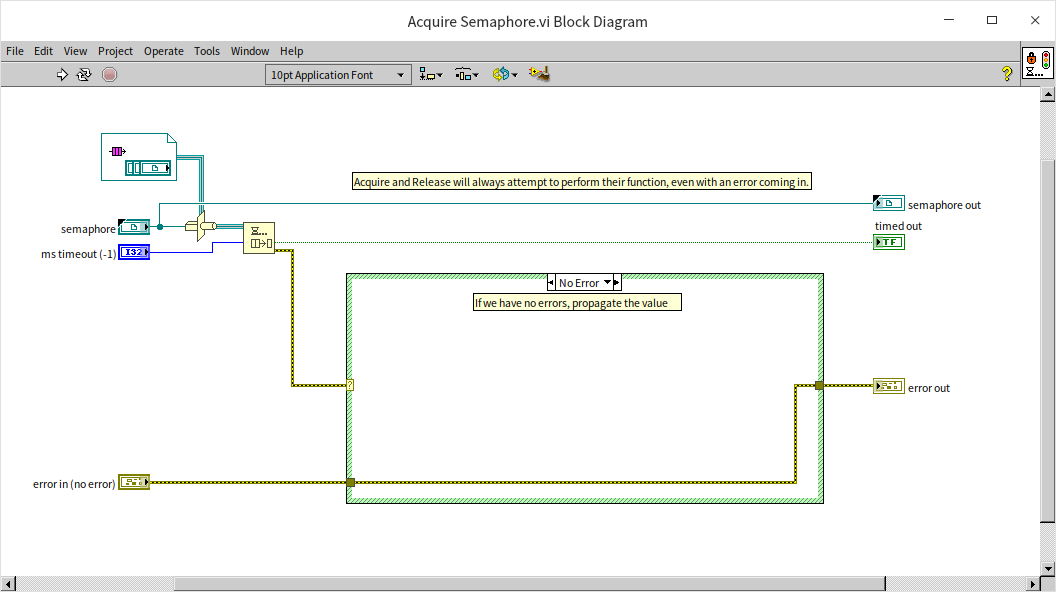 Acquire Semaphore.vi Block Diagram
File Edit View Project Operate Tools Window Help
10pt Application Font
?
Acquire and Release will always attempt to perform their function, even with an error coming in.
semaphore out
timed out
TF
semaphore
ms timeout (-1)
I32
No Error
If we have no errors, propagate the value
?
error out
error in (no error)